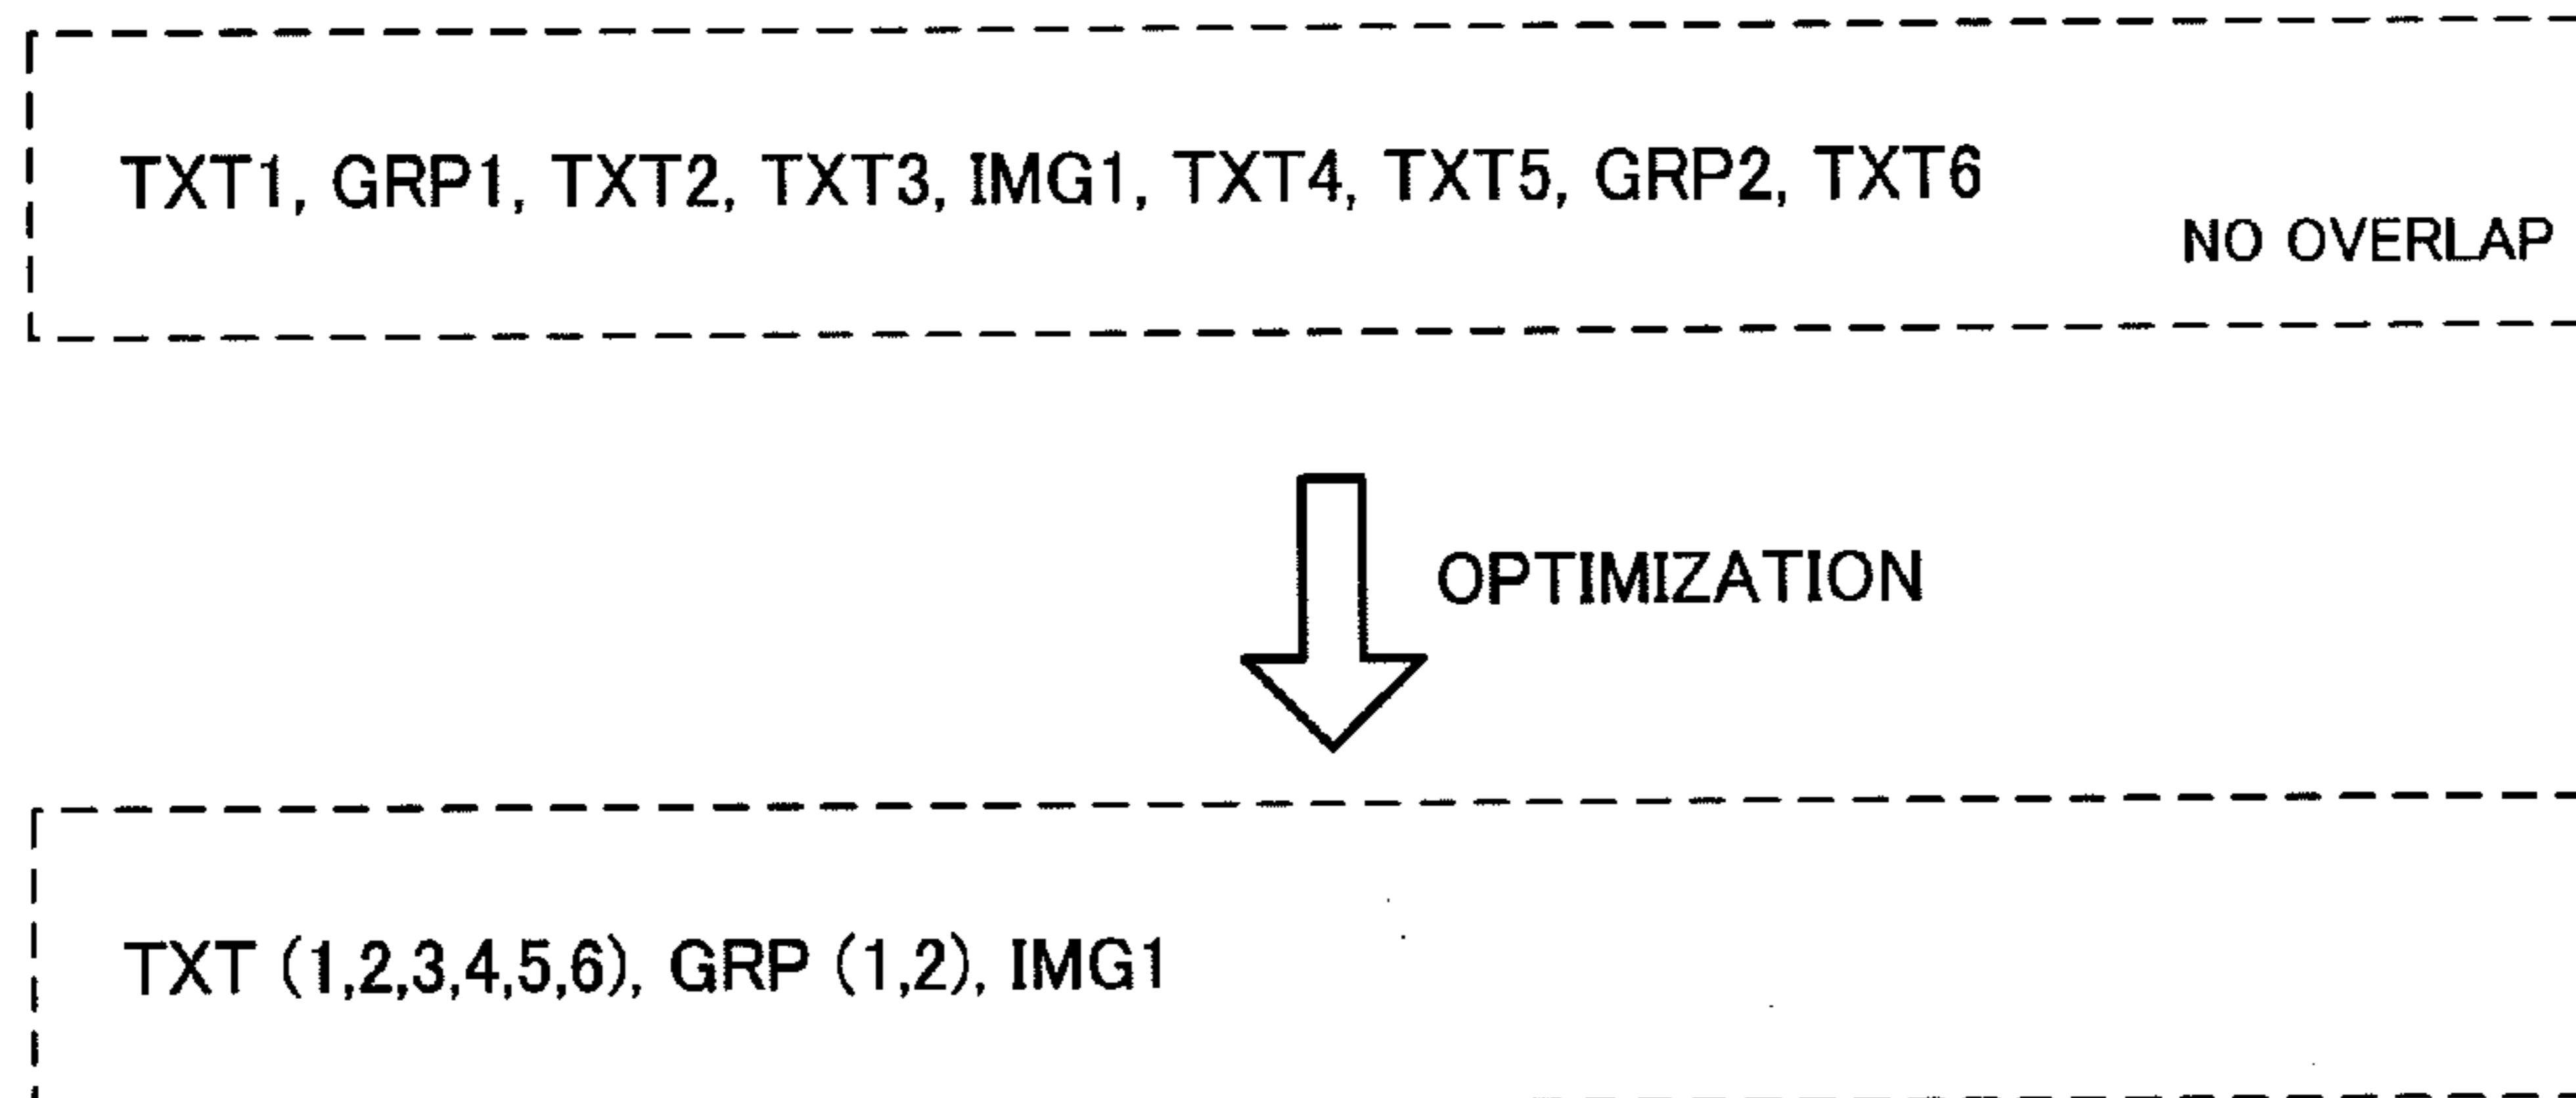 TXT1, GRP1, TXT2, TXT3, IMG1, TXT4, TXT5, GRP2, TXT6
NO OVERLAP
OPTIMIZATION
TXT (1,2,3,4,5,6), GRP (1,2), IMG1